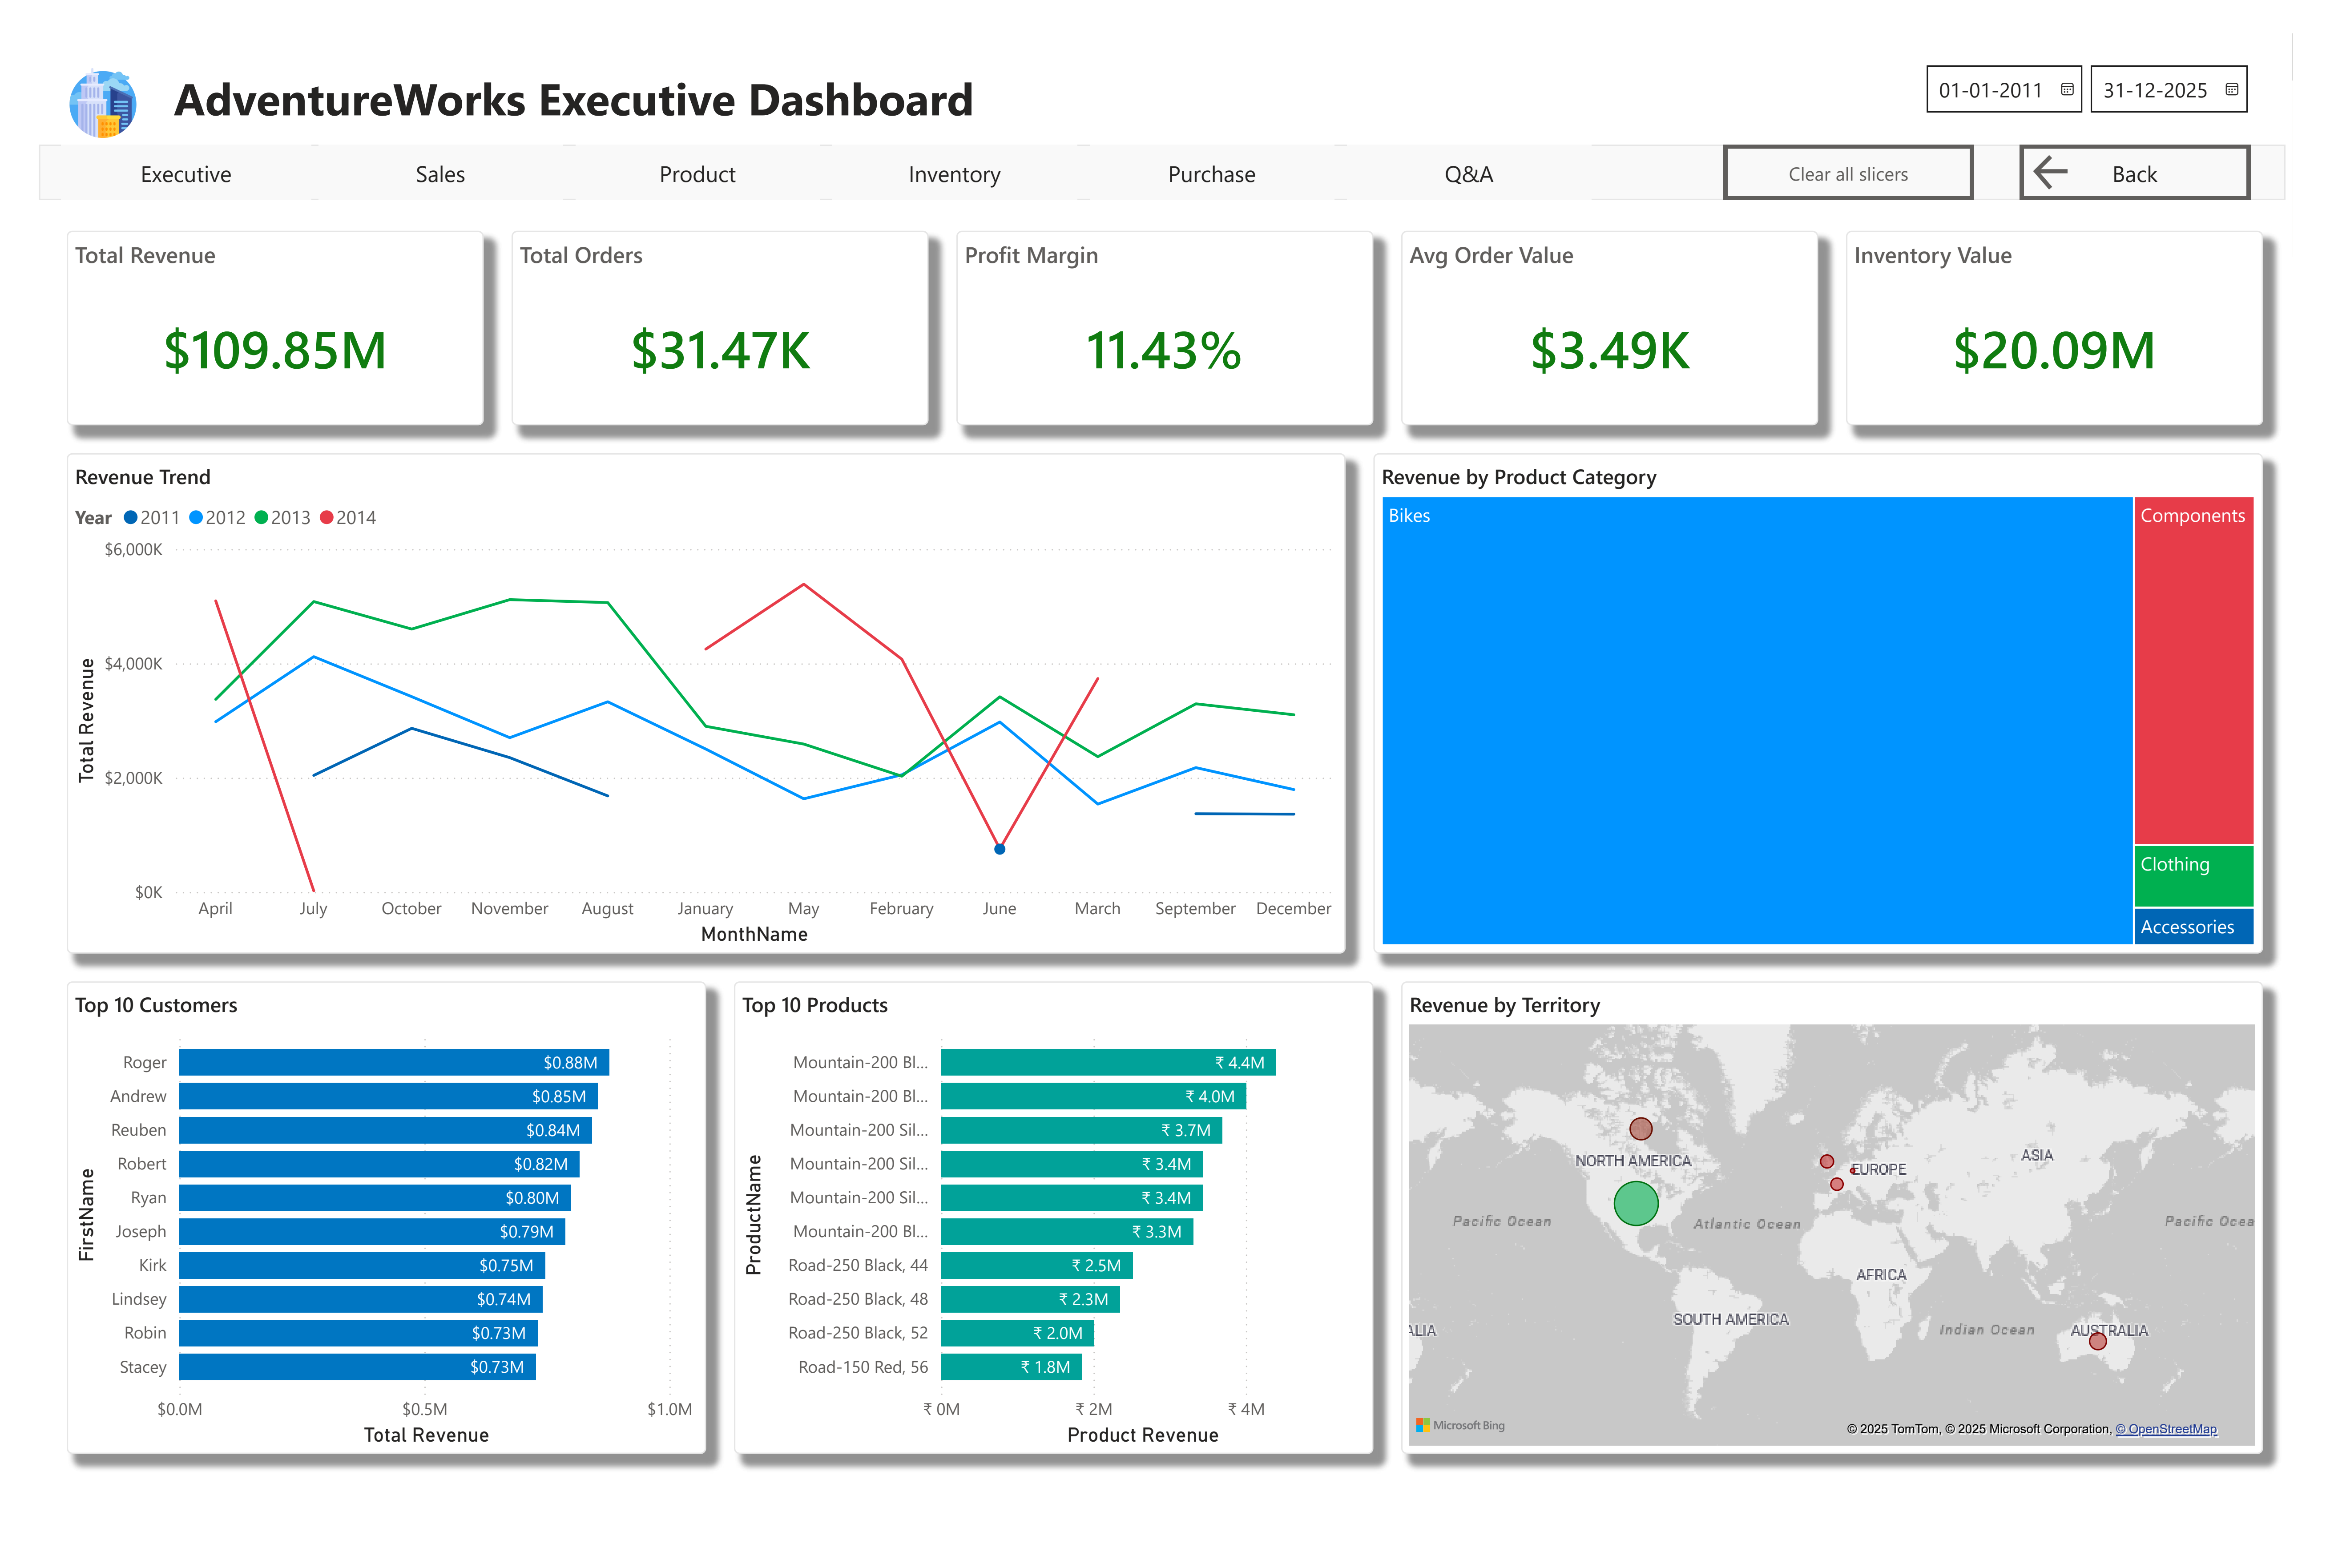 AdventureWorks Executive Dashboard
01-01-2011
31-12-2025
Executive
Sales
Product
Inventory
Purchase
Q&A
Clear all slicers
Back
Total Revenue
$109.85M
Total Orders
$31.47K
Profit Margin
11.43%
Avg Order Value
$3.49K
Inventory Value
$20.09M
Revenue Trend
Year 2011 2012 2013 2014
Total Revenue
$6,000K
$4,000K
$2,000K
$0K
April July October November August January May February June March September December
MonthName
Revenue by Product Category
Bikes
Components
Clothing
Accessories
Top 10 Customers
FirstName
Roger $0.88M
Andrew $0.85M
Reuben $0.84M
Robert $0.82M
Ryan $0.80M
Joseph $0.79M
Kirk $0.75M
Lindsey $0.74M
Robin $0.73M
Stacey $0.73M
$0.0M $0.5M $1.0M
Total Revenue
Top 10 Products
ProductName
Mountain-200 Bl... ₹ 4.4M
Mountain-200 Bl... ₹ 4.0M
Mountain-200 Sil... ₹ 3.7M
Mountain-200 Sil... ₹ 3.4M
Mountain-200 Sil... ₹ 3.4M
Mountain-200 Bl... ₹ 3.3M
Road-250 Black, 44 ₹ 2.5M
Road-250 Black, 48 ₹ 2.3M
Road-250 Black, 52 ₹ 2.0M
Road-150 Red, 56 ₹ 1.8M
₹ 0M ₹ 2M ₹ 4M
Product Revenue
Revenue by Territory
NORTH AMERICA
EUROPE
ASIA
Pacific Ocean
Atlantic Ocean
Pacific Ocea
AFRICA
SOUTH AMERICA
Indian Ocean
AUSTRALIA
ALIA
Microsoft Bing
© 2025 TomTom, © 2025 Microsoft Corporation, © OpenStreetMap